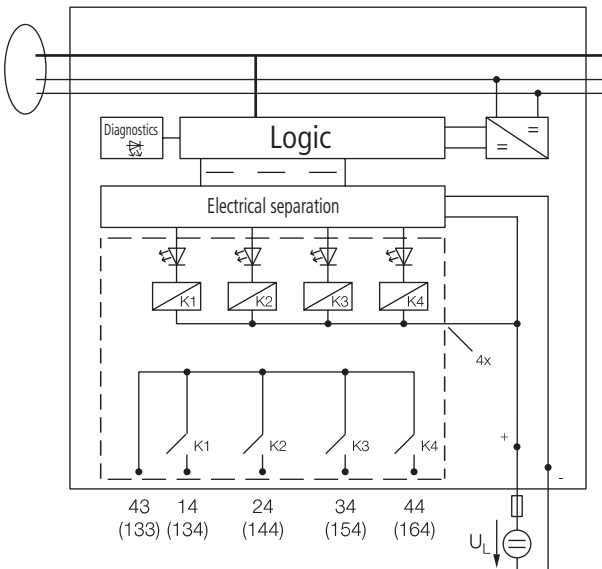 Diagnostics
Logic
=
=
Electrical separation
K1 K2 K3 K4
4x
K1 K2 K3 K4
+
-
43 14 24 34 44
(133) (134) (144) (154) (164)
UL